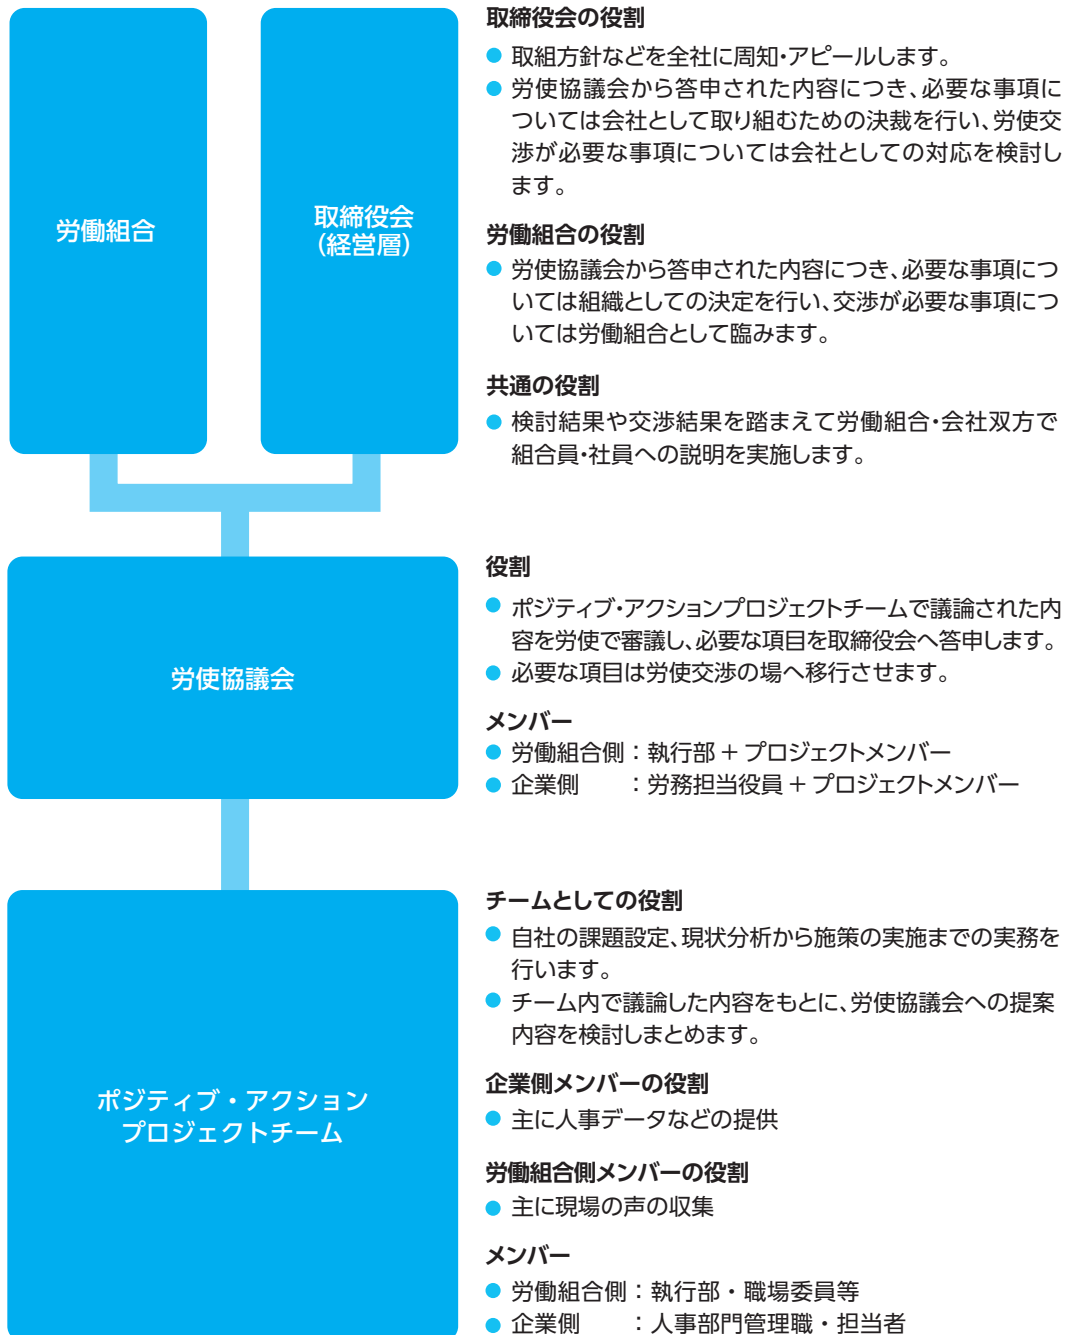 労働組合
取締役会
(経営層)
取締役会の役割
● 取組方針などを全社に周知・アピールします。
● 労使協議会から答申された内容につき、必要な事項に
ついては会社として取り組むための決裁を行い、労使交
渉が必要な事項については会社としての対応を検討し
ます。
労働組合の役割
● 労使協議会から答申された内容につき、必要な事項につ
いては組織としての決定を行い、交渉が必要な事項につ
いては労働組合として臨みます。
共通の役割
● 検討結果や交渉結果を踏まえて労働組合・会社双方で
組合員・社員への説明を実施します。
労使協議会
役割
● ポジティブ・アクションプロジェクトチームで議論された内
容を労使で審議し、必要な項目を取締役会へ答申します。
● 必要な項目は労使交渉の場へ移行させます。
メンバー
● 労働組合側：執行部 + プロジェクトメンバー
● 企業側　　：労務担当役員 + プロジェクトメンバー
ポジティブ・アクション
プロジェクトチーム
チームとしての役割
● 自社の課題設定、現状分析から施策の実施までの実務を
行います。
● チーム内で議論した内容をもとに、労使協議会への提案
内容を検討しまとめます。
企業側メンバーの役割
● 主に人事データなどの提供
労働組合側メンバーの役割
● 主に現場の声の収集
メンバー
● 労働組合側：執行部・職場委員等
● 企業側　　：人事部門管理職・担当者